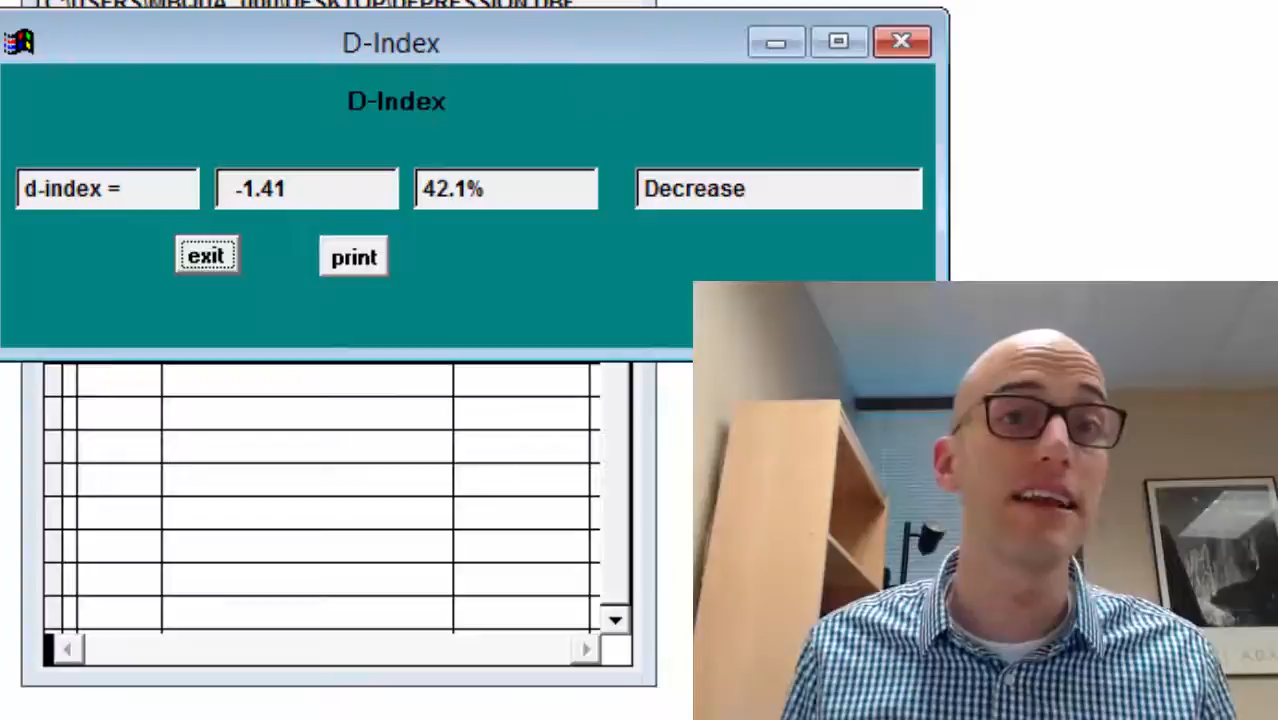 D-Index
D-Index
d-index = -1.41 42.1% Decrease
exit print